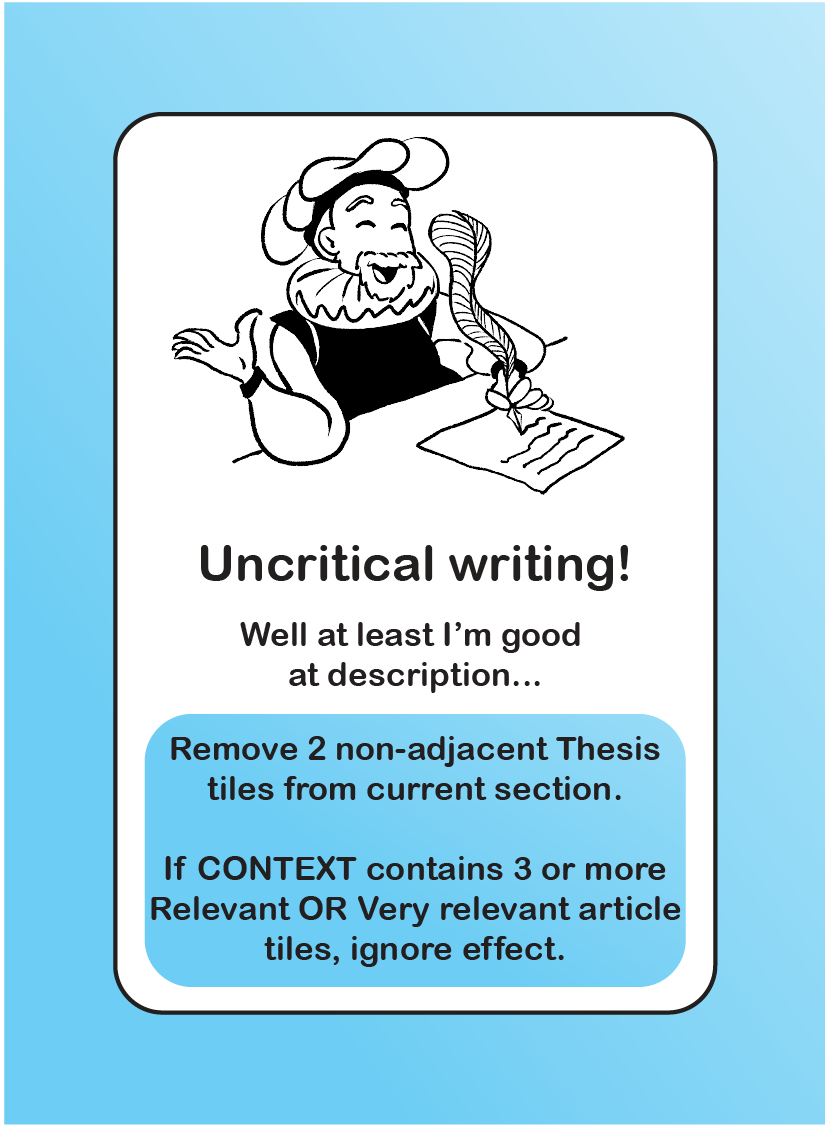 Uncritical writing!
Well at least I’m good
at description...
Remove 2 non-adjacent Thesis
tiles from current section.
If CONTEXT contains 3 or more
Relevant OR Very relevant article
tiles, ignore effect.